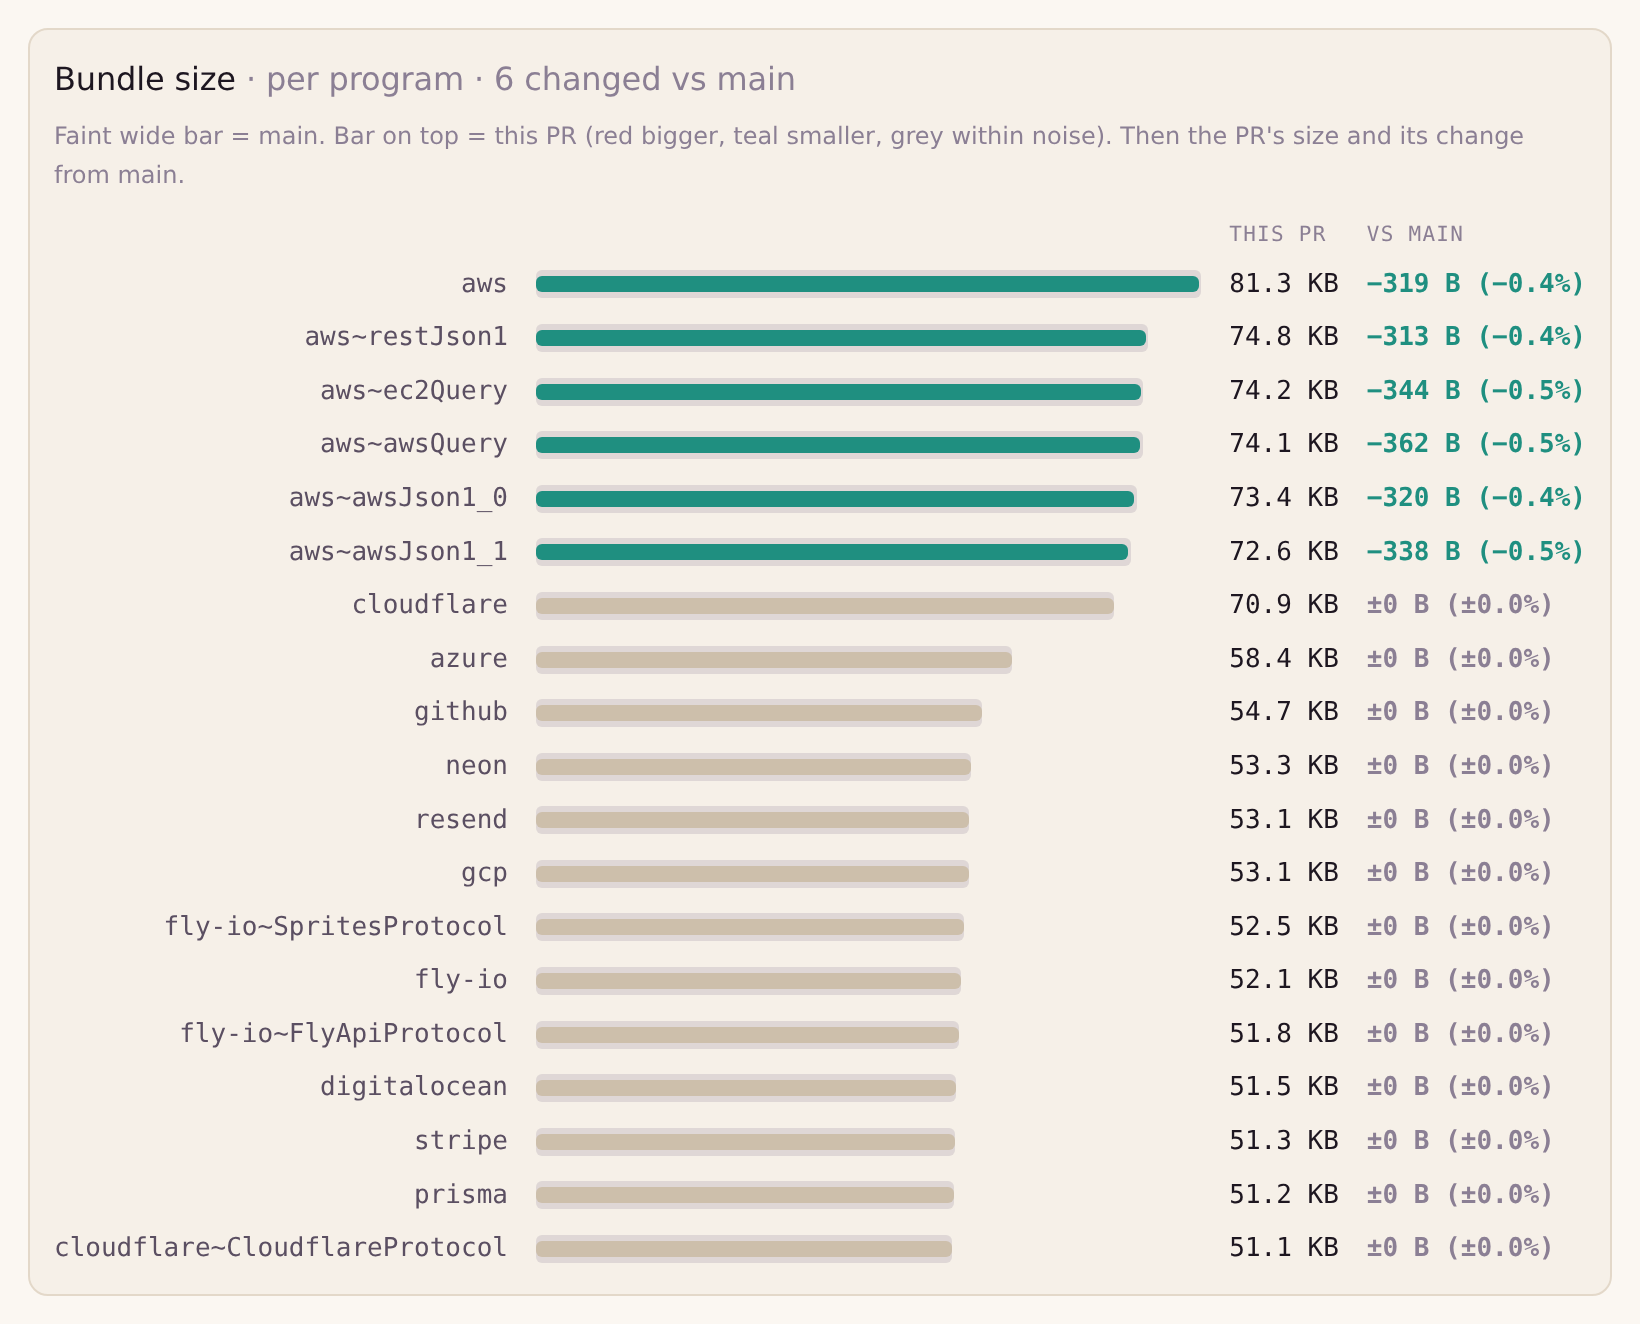 Bundle size · per program · 6 changed vs main
Faint wide bar = main. Bar on top = this PR (red bigger, teal smaller, grey within noise). Then the PR's size and its change
from main.
THIS PR VS MAIN
aws 81.3 KB −319 B (−0.4%)
aws~restJson1 74.8 KB −313 B (−0.4%)
aws~ec2Query 74.2 KB −344 B (−0.5%)
aws~awsQuery 74.1 KB −362 B (−0.5%)
aws~awsJson1_0 73.4 KB −320 B (−0.4%)
aws~awsJson1_1 72.6 KB −338 B (−0.5%)
cloudflare 70.9 KB ±0 B (±0.0%)
azure 58.4 KB ±0 B (±0.0%)
github 54.7 KB ±0 B (±0.0%)
neon 53.3 KB ±0 B (±0.0%)
resend 53.1 KB ±0 B (±0.0%)
gcp 53.1 KB ±0 B (±0.0%)
fly-io~SpritesProtocol 52.5 KB ±0 B (±0.0%)
fly-io 52.1 KB ±0 B (±0.0%)
fly-io~FlyApiProtocol 51.8 KB ±0 B (±0.0%)
digitalocean 51.5 KB ±0 B (±0.0%)
stripe 51.3 KB ±0 B (±0.0%)
prisma 51.2 KB ±0 B (±0.0%)
cloudflare~CloudflareProtocol 51.1 KB ±0 B (±0.0%)